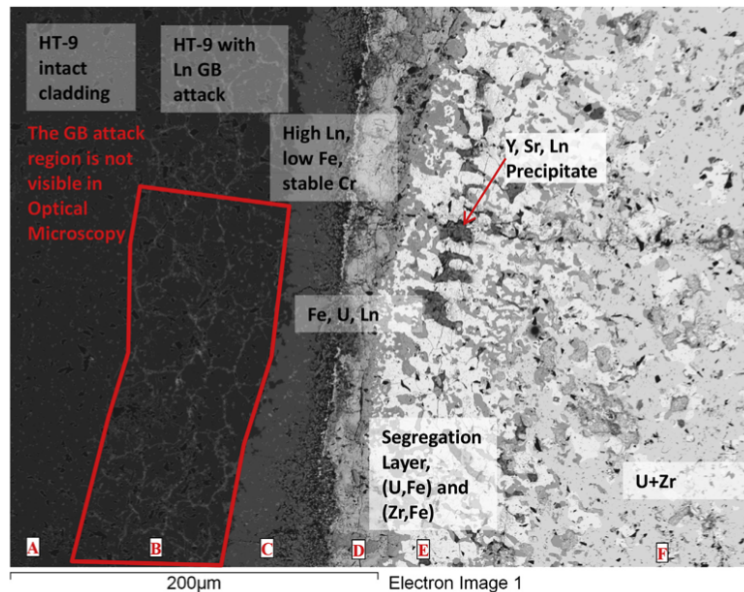 HT-9
intact
cladding
HT-9 with
Ln GB
attack
The GB attack
region is not
visible in
Optical
Microscopy
High Ln,
low Fe,
stable Cr
Y, Sr, Ln
Precipitate
Fe, U, Ln
Segregation
Layer,
(U,Fe) and
(Zr,Fe)
U+Zr
A
B
C
D
E
F
200µm
Electron Image 1